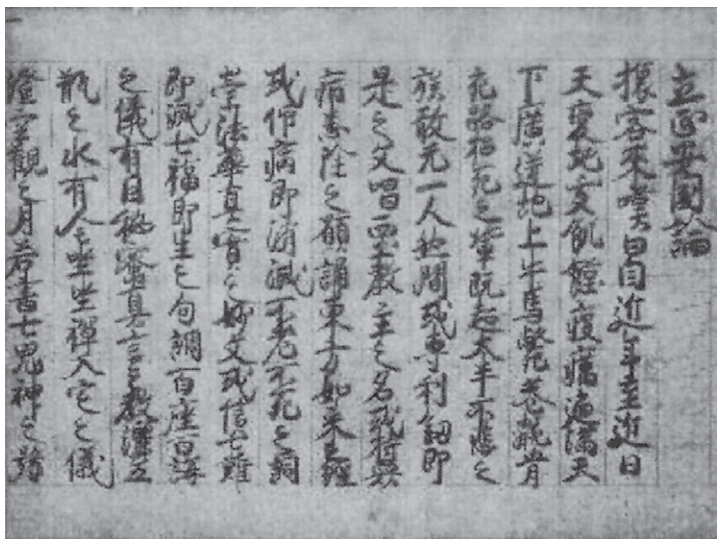 立正安国論
旅客来嘆曰自近年至近日
天変地夭飢饉疫癘遍満天
下広迸地上牛馬斃巷骸骨
充路招死之輩既超大半不悲之
族敢无一人然間或専利剣即
是之文唱西土教主之名或持衆
病悉除之願誦東方如来之経
或仰病即消滅不老不死之詞
崇法華真実之妙文或信七難
即滅七福即生之句調百座百講
之儀有因秘密真言之教灑五
瓶之水有全坐禅入定之儀
澄空観之月若書七鬼神之号